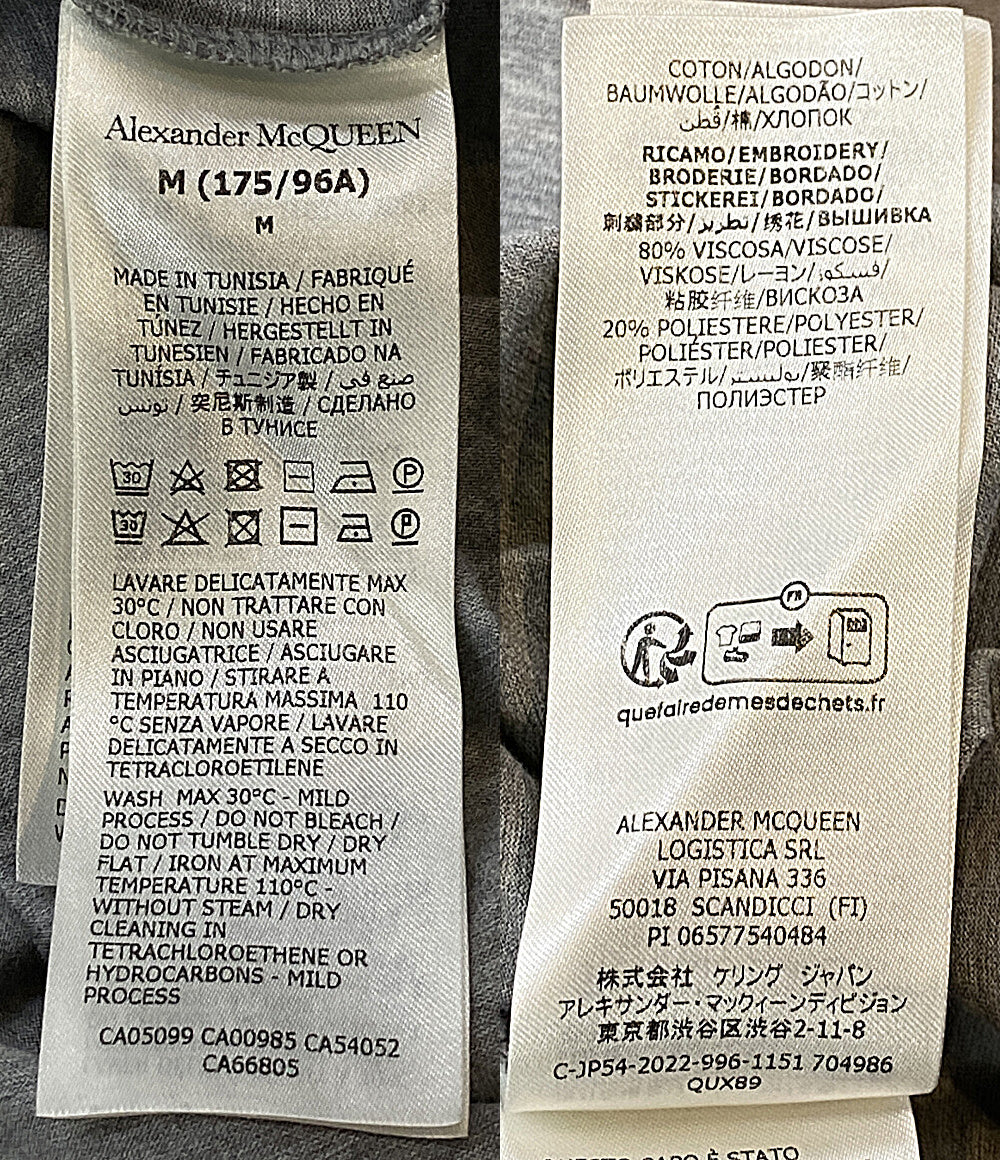 Alexander McQUEEN
M (175/96A)
M
MADE IN TUNISIA / FABRIQUÉ
EN TUNISIE / HECHO EN
TÚNEZ / HERGESTELLT IN
TUNESIEN / FABRICADO NA
TUNÍSIA / チュニジア製 / صنع في
تونس / 突尼斯制造 / СДЕЛАНО
В ТУНИСЕ
30 P
30 P
LAVARE DELICATAMENTE MAX
30°C / NON TRATTARE CON
CLORO / NON USARE
ASCIUGATRICE / ASCIUGARE
IN PIANO / STIRARE A
TEMPERATURA MASSIMA 110
°C SENZA VAPORE / LAVARE
DELICATAMENTE A SECCO IN
TETRACLOROETILENE
WASH MAX 30°C - MILD
PROCESS / DO NOT BLEACH /
DO NOT TUMBLE DRY / DRY
FLAT / IRON AT MAXIMUM
TEMPERATURE 110°C -
WITHOUT STEAM / DRY
CLEANING IN
TETRACHLOROETHENE OR
HYDROCARBONS - MILD
PROCESS
CA05099 CA00985 CA54052
CA66805
COTON/ALGODON/
BAUMWOLLE/ALGODÃO/コットン/
قطن/棉/ХЛОПОК
RICAMO/EMBROIDERY/
BRODERIE/BORDADO/
STICKEREI/BORDADO/
刺繍部分/تطريز/绣花/ВЫШИВКА
80% VISCOSA/VISCOSE/
VISKOSE/レーヨン/فسكوز/
粘胶纤维/ВИСКОЗА
20% POLIESTERE/POLYESTER/
POLIÉSTER/POLIESTER/
ポリエステル/بوليستر/聚酯纤维/
ПОЛИЭСТЕР
FR
quefairedemesdechets.fr
ALEXANDER MCQUEEN
LOGISTICA SRL
VIA PISANA 336
50018 SCANDICCI (FI)
PI 06577540484
株式会社 ケリング ジャパン
アレキサンダー・マックィーンディビジョン
東京都渋谷区渋谷2-11-8
C-JP54-2022-996-1151 704986
QUX89
CAPO È STATO